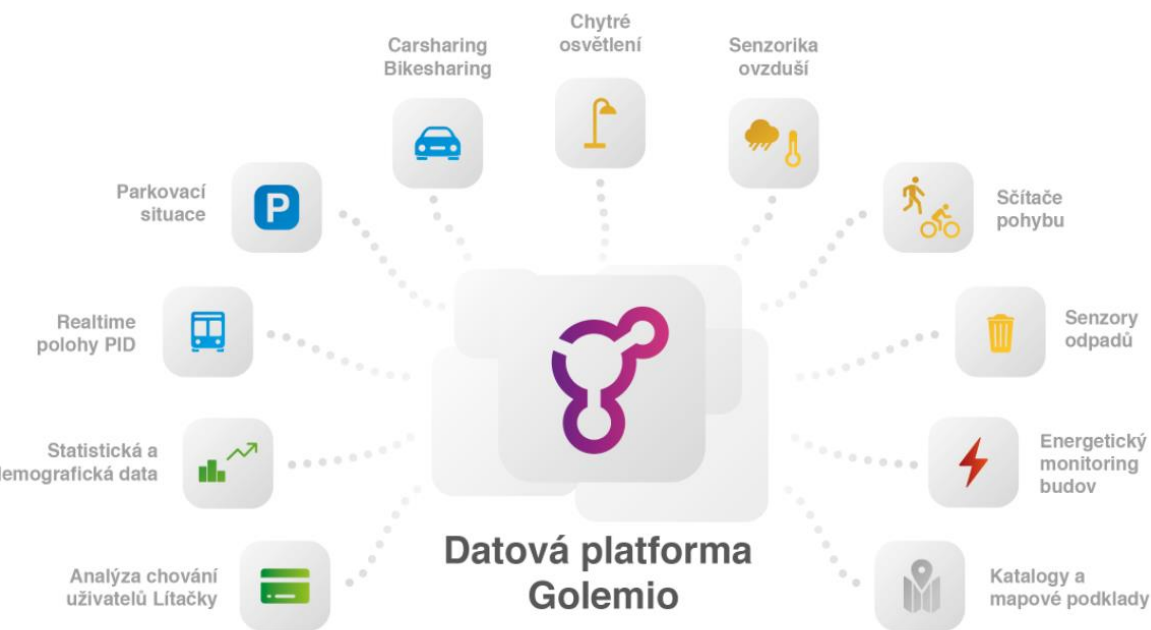 Chytré
osvětlení
Carsharing
Bikesharing
Senzorika
ovzduší
Parkovací
situace
P
Sčítače
pohybu
Realtime
polohy PID
Senzory
odpadů
Statistická a
emografická data
Energetický
monitoring
budov
Datová platforma
Golemio
Analýza chování
uživatelů Lítačky
Katalogy a
mapové podklady